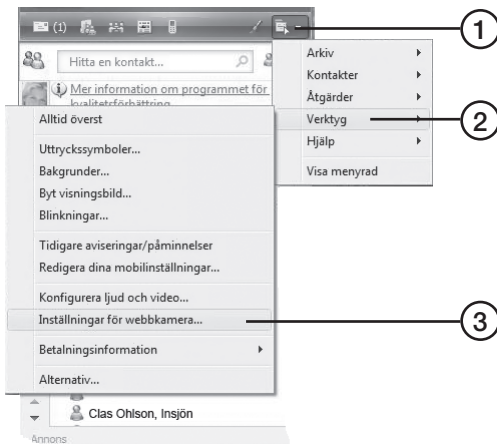 (1)
1
Hitta en kontakt...
Mer information om programmet för
kvalitetsförbättring
Arkiv
Kontakter
Åtgärder
Verktyg
2
Hjälp
Visa menyrad
Alltid överst
Uttryckssymboler...
Bakgrunder...
Byt visningsbild...
Blinkningar...
Tidigare aviseringar/påminnelser
Redigera dina mobilinställningar...
Konfigurera ljud och video...
Inställningar för webbkamera...
3
Betalningsinformation
Alternativ...
Clas Ohlson, Insjön
Annons